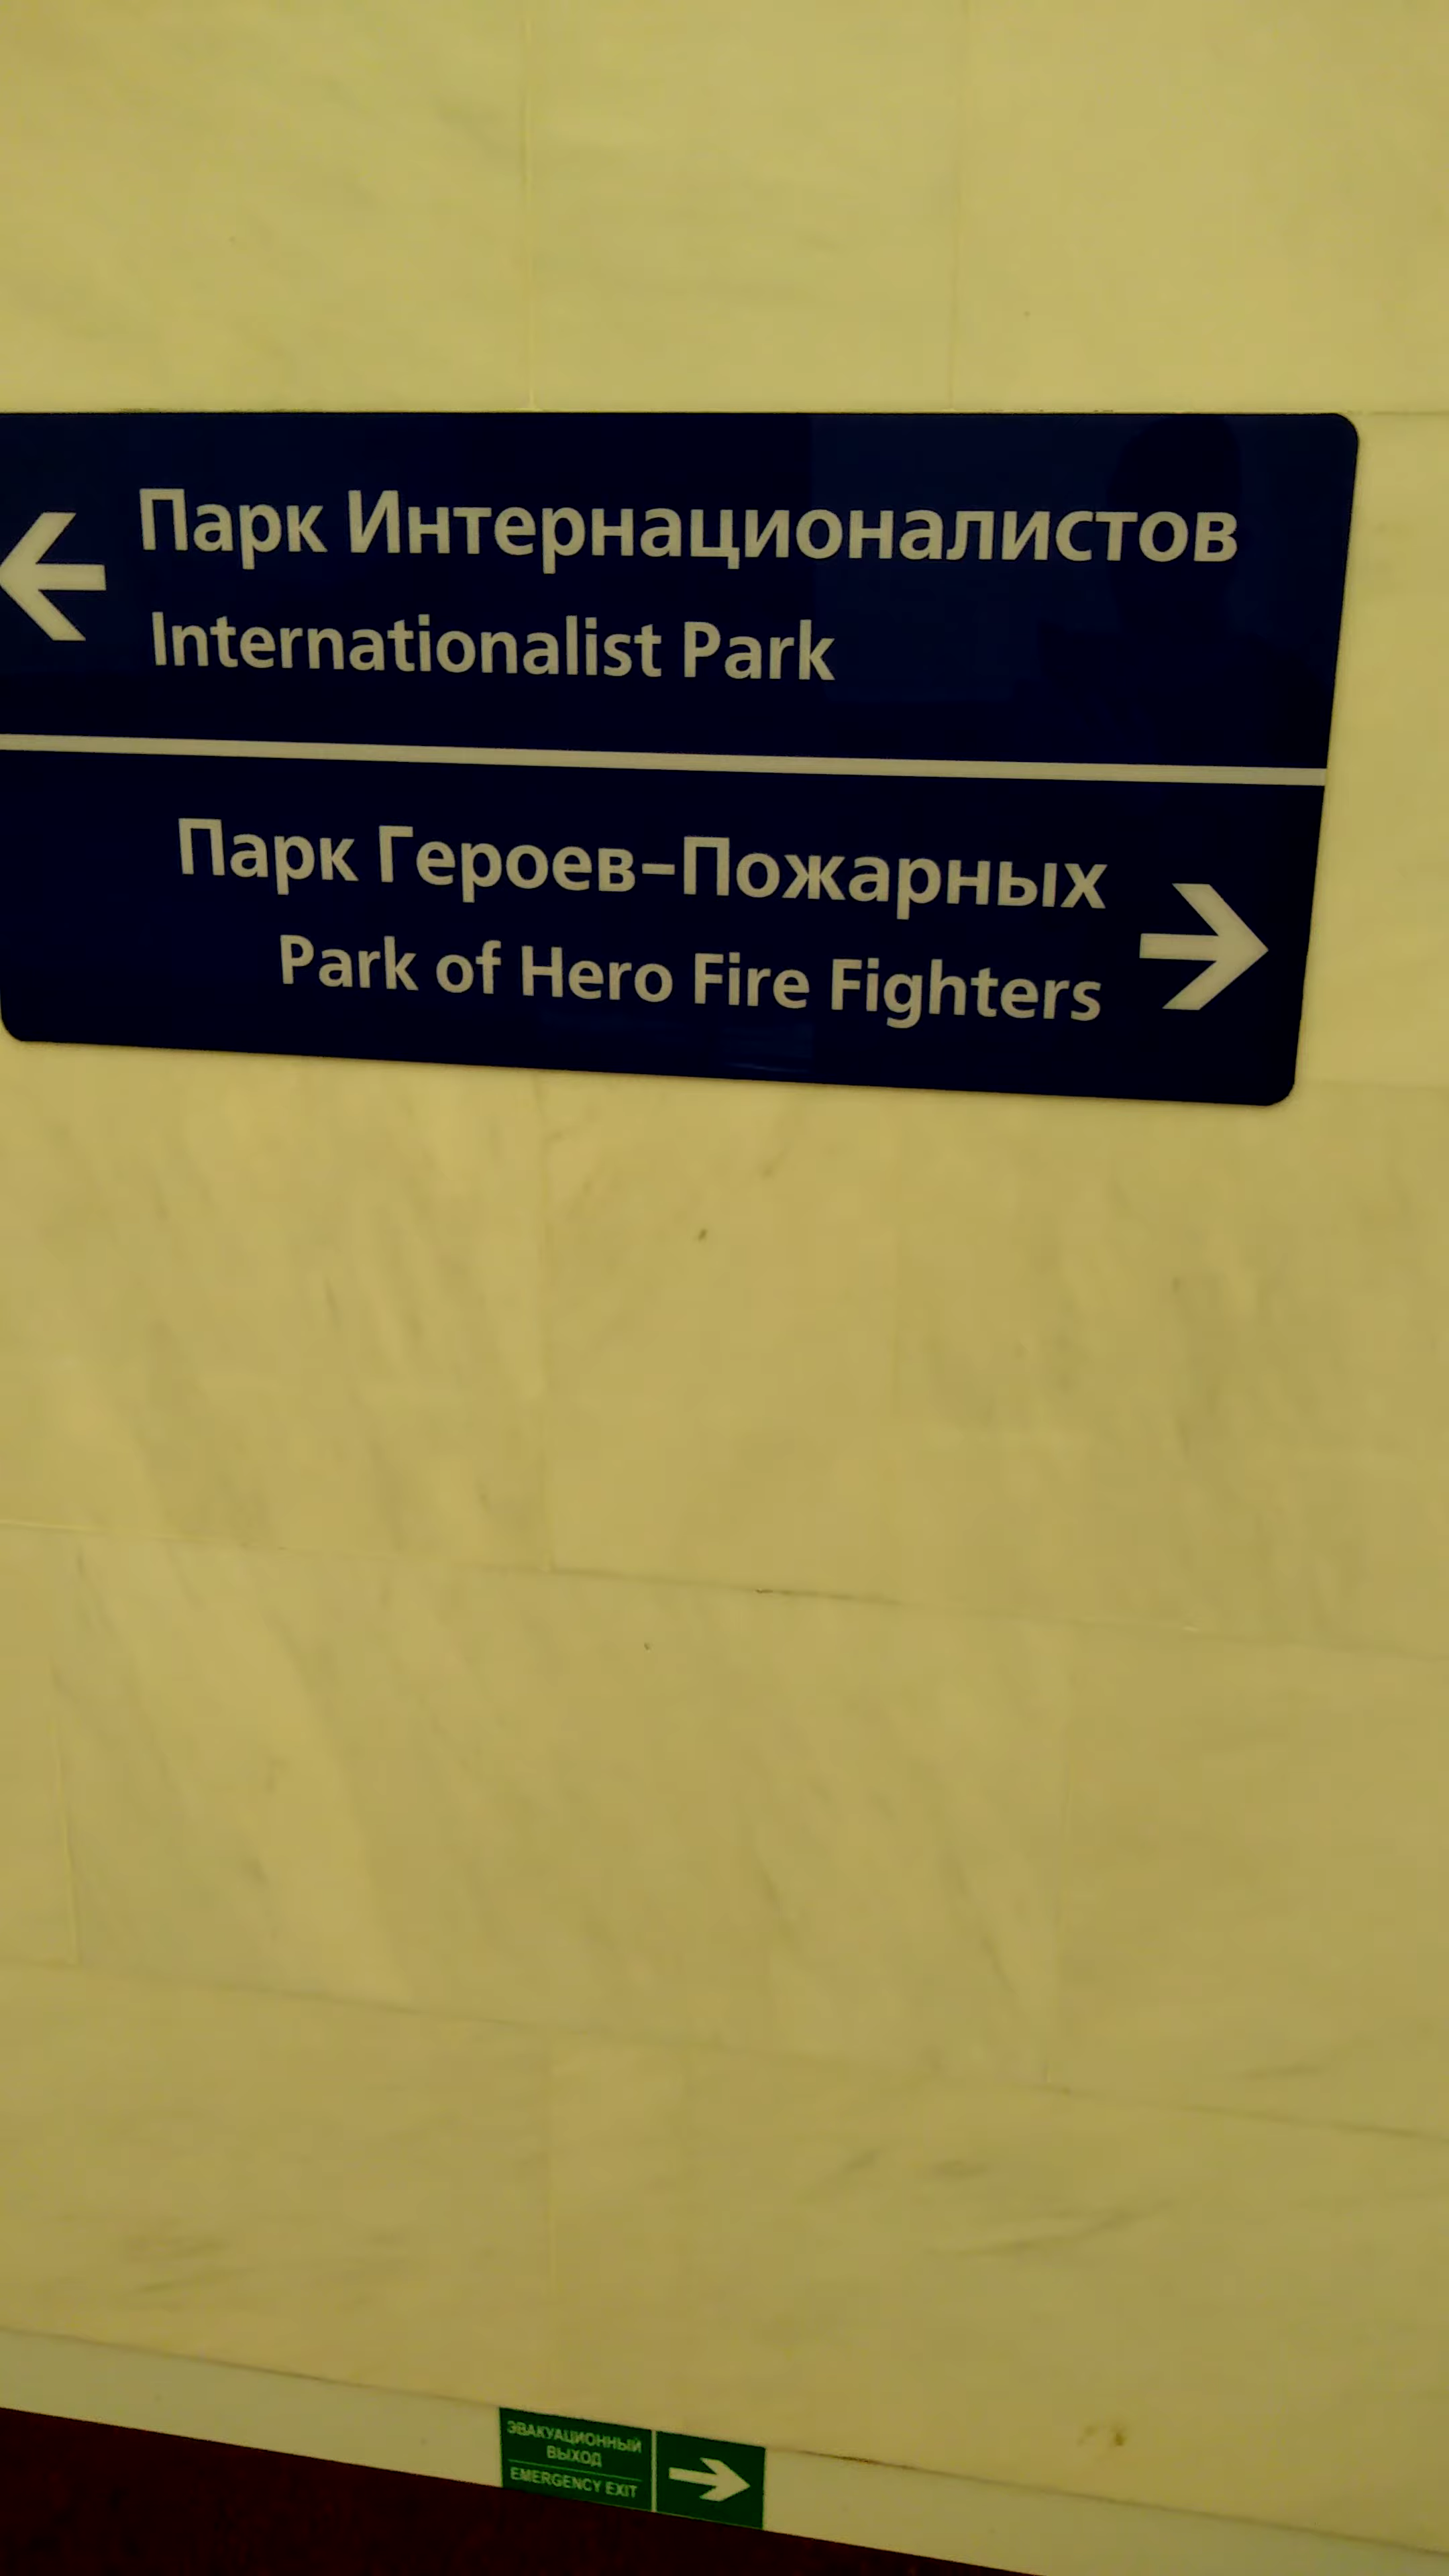 Парк Интернационалистов
Internationalist Park
Парк Героев-Пожарных
Park of Hero Fire Fighters
ЭВАКУАЦИОННЫЙ
ВЫХОД
EMERGENCY EXIT